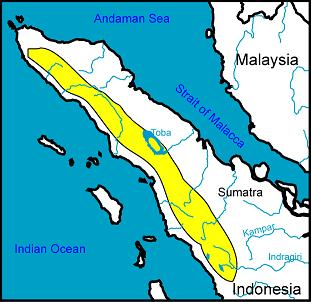 Andaman Sea
Malaysia
Strait of Malacca
Toba
Sumatra
Kampar
Indian Ocean
Indragiri
Indonesia